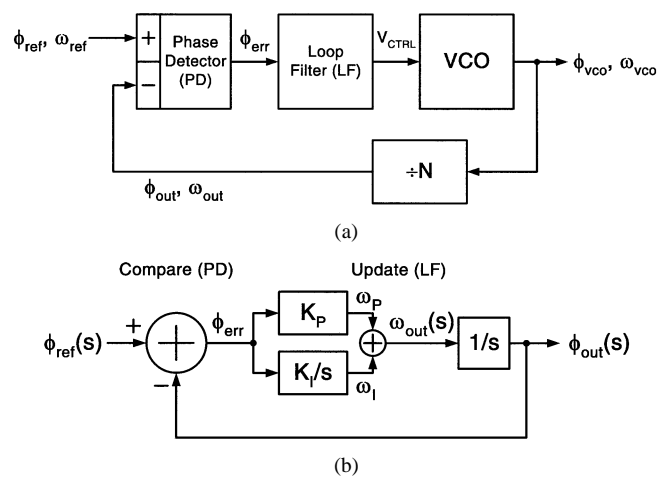 ϕref, ωref
+
−
Phase
Detector
(PD)
ϕerr
Loop
Filter (LF)
VCTRL
VCO
ϕvco, ωvco
÷N
ϕout, ωout
(a)
Compare (PD)
Update (LF)
ϕref(s)
+
−
+
ϕerr
KP
KI/s
ωP
ωI
+
ωout(s)
1/s
ϕout(s)
(b)